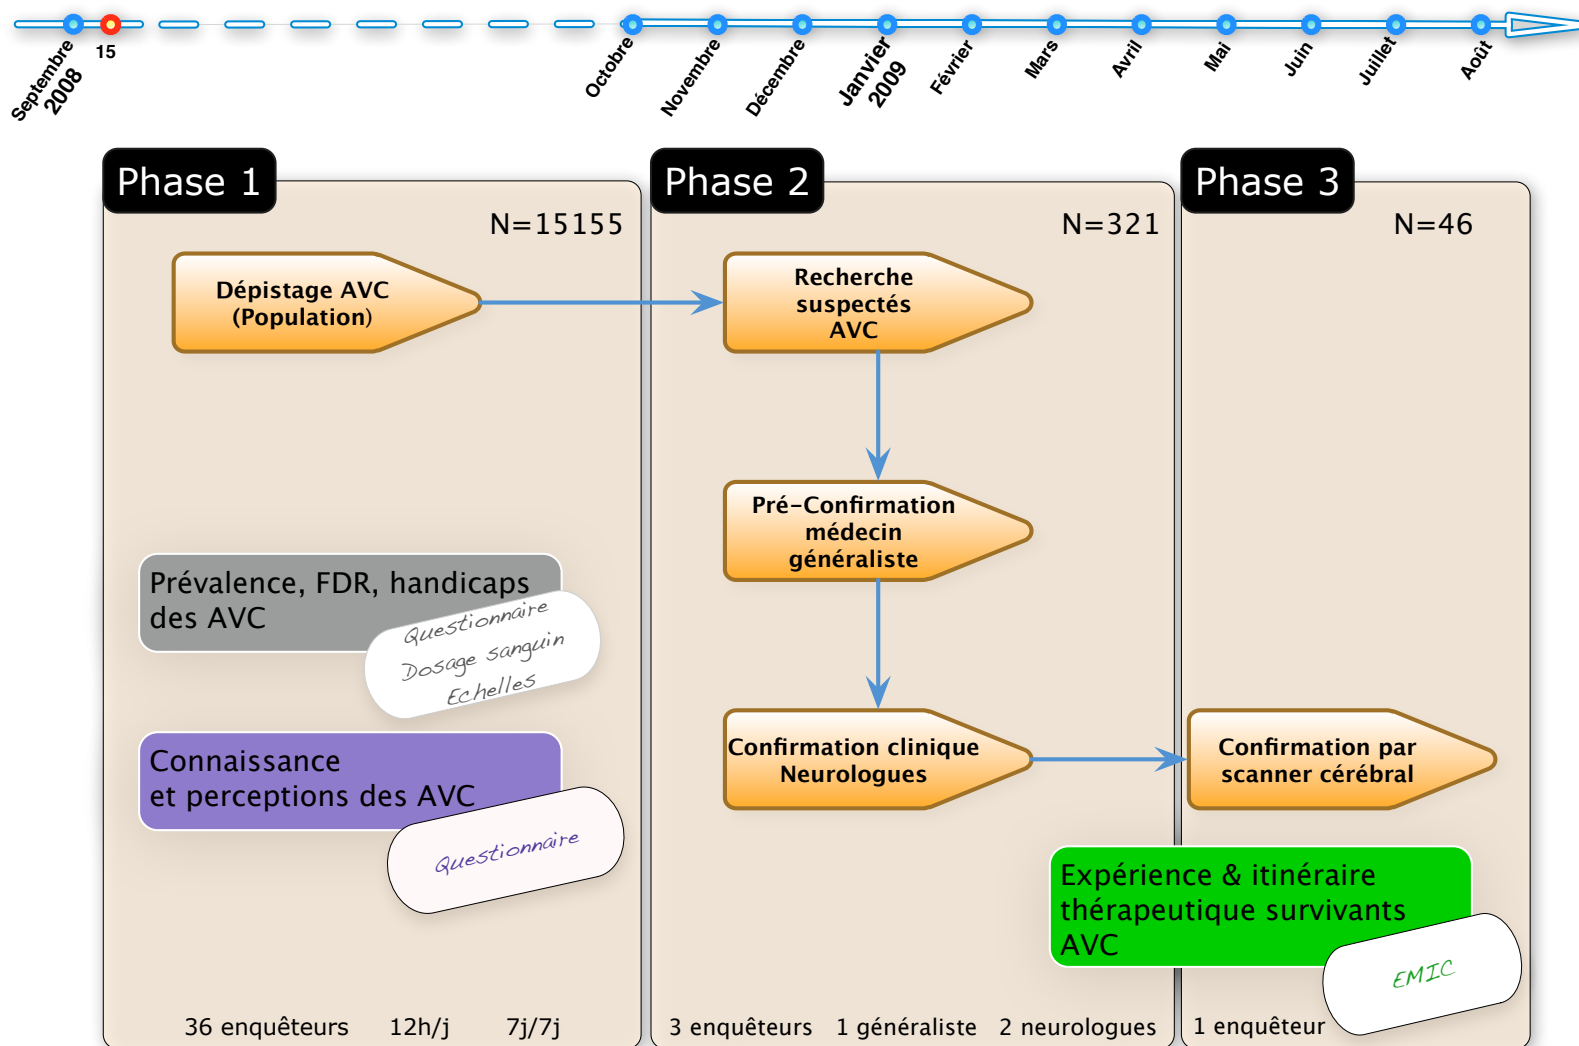 Septembre
2008
15
Octobre
Novembre
Décembre
Janvier
2009
Février
Mars
Avril
Mai
Juin
Juillet
Août
Phase 1
N=15155
Dépistage AVC
(Population)
Prévalence, FDR, handicaps
des AVC
Questionnaire
Dosage sanguin
Echelles
Connaissance
et perceptions des AVC
Questionnaire
36 enquêteurs 12h/j 7j/7j
Phase 2
N=321
Recherche
suspectés
AVC
Pré-Confirmation
médecin
généraliste
Confirmation clinique
Neurologues
3 enquêteurs 1 généraliste 2 neurologues
Phase 3
N=46
Confirmation par
scanner cérébral
Expérience & itinéraire
thérapeutique survivants
AVC
EMIC
1 enquêteur